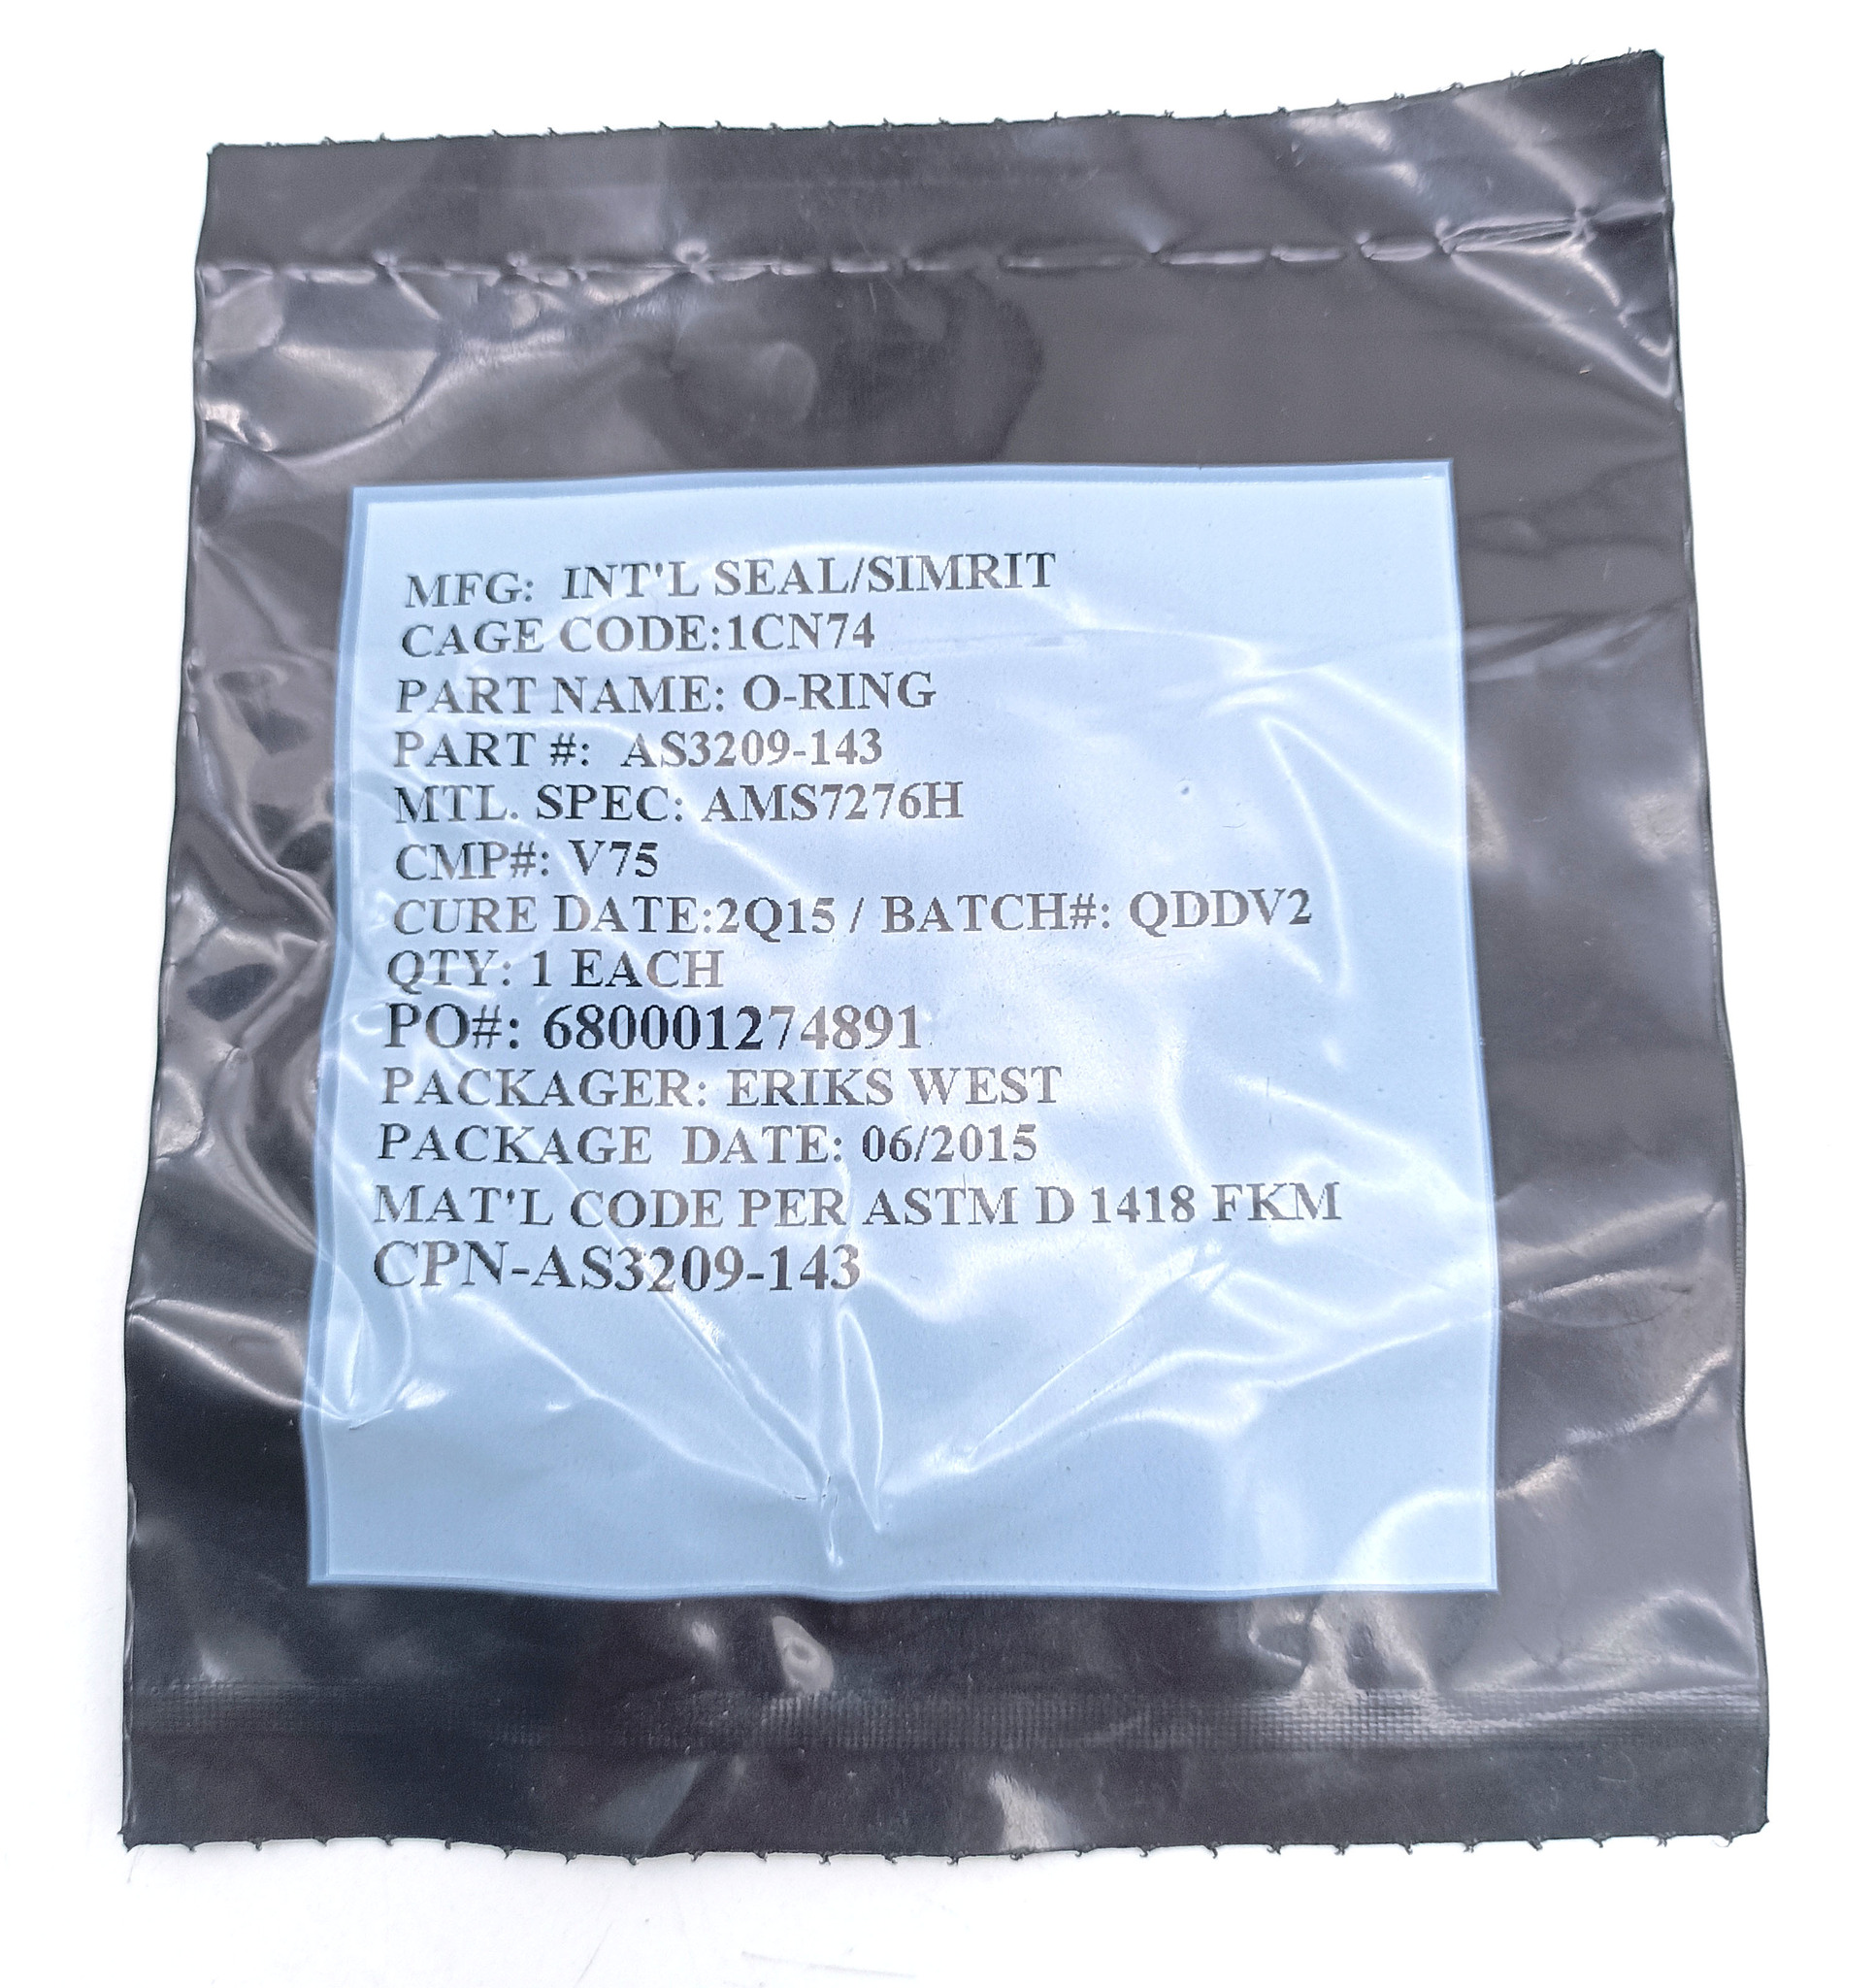 MFG: INT'L SEAL/SIMRIT
CAGE CODE:1CN74
PART NAME: O-RING
PART #: AS3209-143
MTL. SPEC: AMS7276H
CMP#: V75
CURE DATE:2Q15 / BATCH#: QDDV2
QTY: 1 EACH
PO#: 680001274891
PACKAGER: ERIKS WEST
PACKAGE DATE: 06/2015
MAT'L CODE PER ASTM D 1418 FKM
CPN-AS3209-143